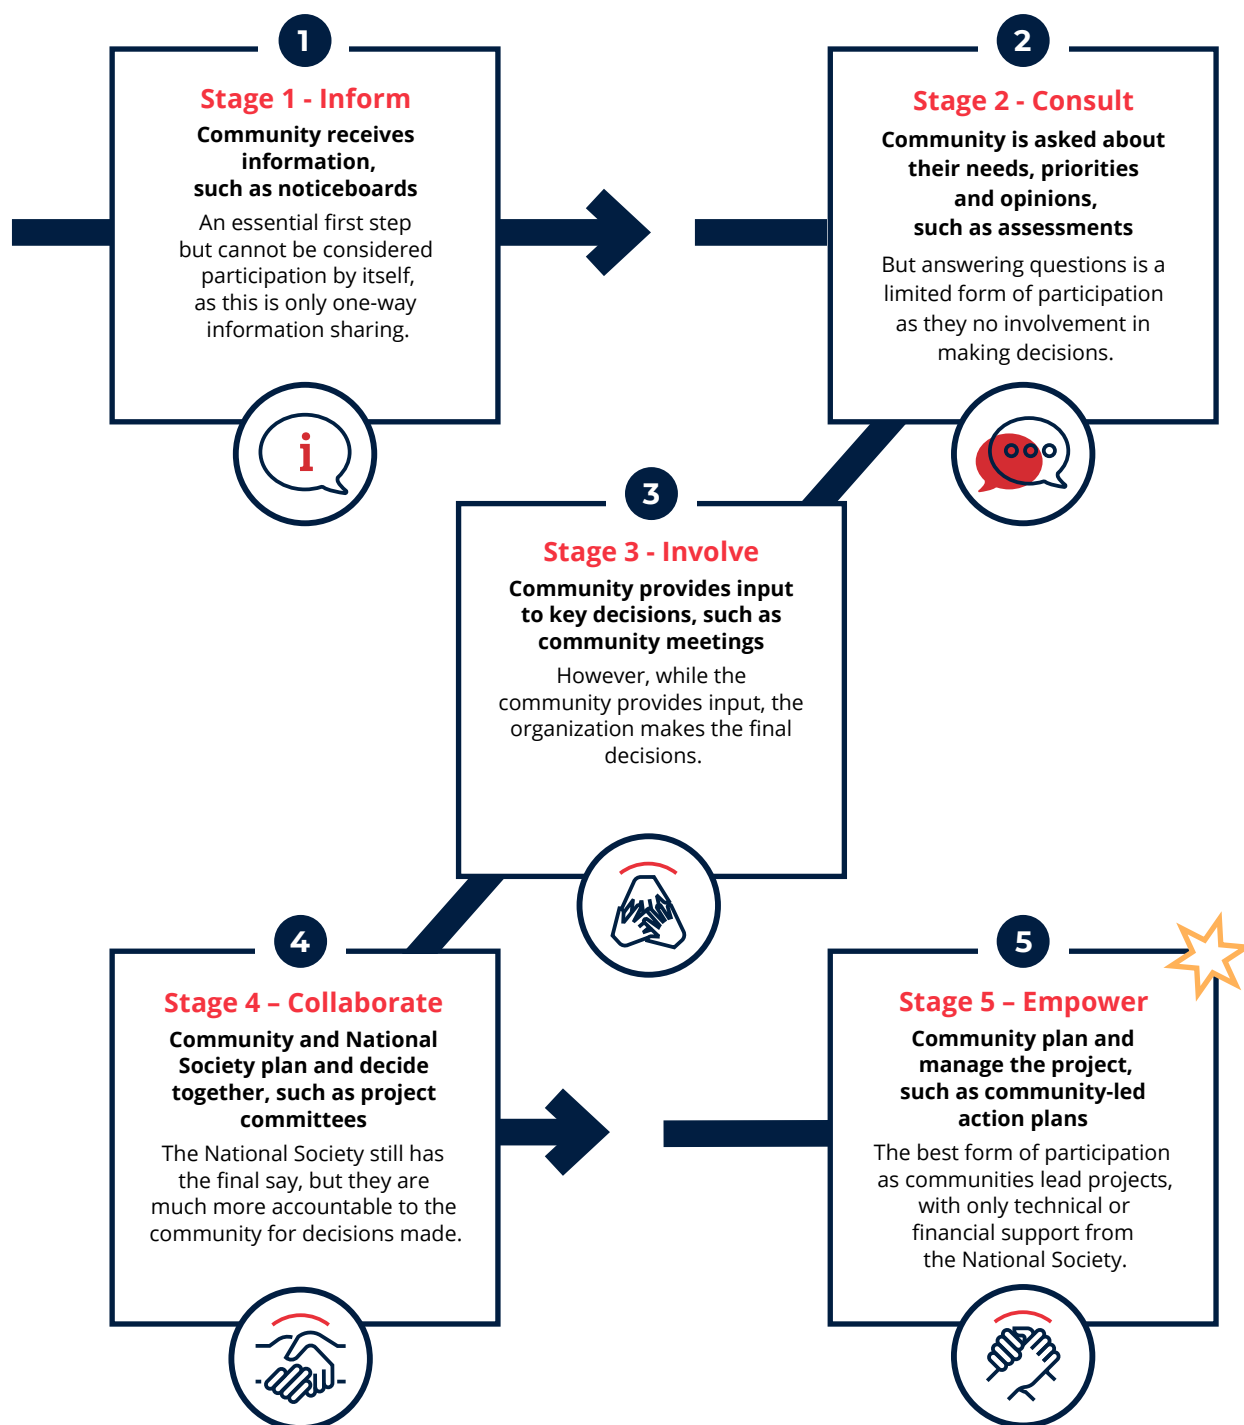 1
Stage 1 - Inform
Community receives
information,
such as noticeboards
An essential first step
but cannot be considered
participation by itself,
as this is only one-way
information sharing.
i
2
Stage 2 - Consult
Community is asked about
their needs, priorities
and opinions,
such as assessments
But answering questions is a
limited form of participation
as they no involvement in
making decisions.
3
Stage 3 - Involve
Community provides input
to key decisions, such as
community meetings
However, while the
community provides input, the
organization makes the final
decisions.
4
Stage 4 – Collaborate
Community and National
Society plan and decide
together, such as project
committees
The National Society still has
the final say, but they are
much more accountable to the
community for decisions made.
5
Stage 5 – Empower
Community plan and
manage the project,
such as community-led
action plans
The best form of participation
as communities lead projects,
with only technical or
financial support from
the National Society.